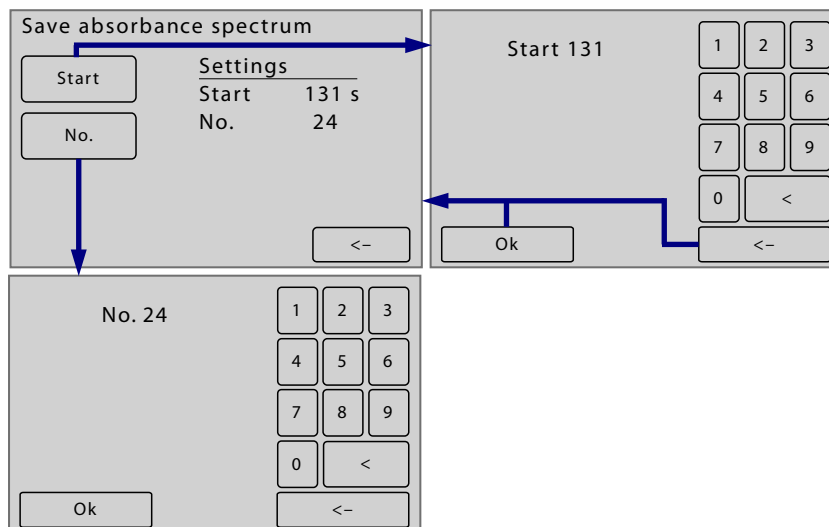 Save absorbance spectrum
Start
No.
Settings
Start 131 s
No. 24
<–
Start 131
1 2 3
4 5 6
7 8 9
0 <
Ok
<–
No. 24
1 2 3
4 5 6
7 8 9
0 <
Ok
<–